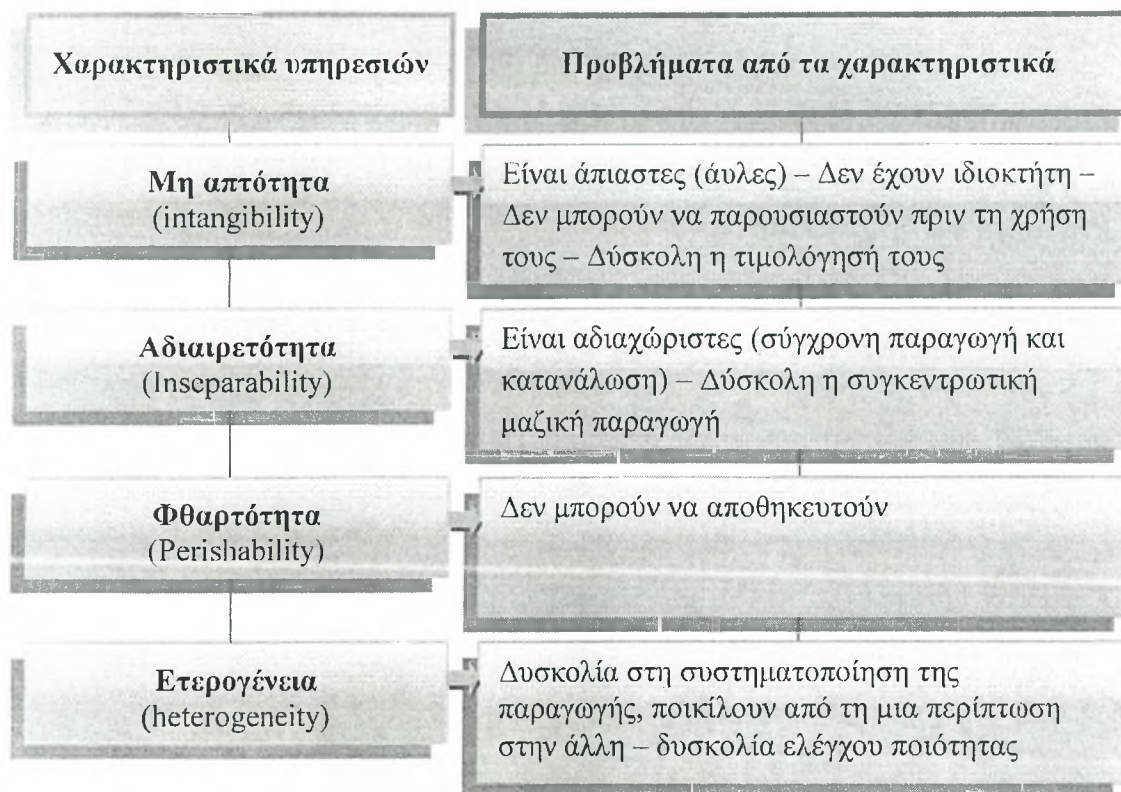 Χαρακτηριστικά υπηρεσιών
Προβλήματα από τα χαρακτηριστικά
Μη απτότητα
(intangibility)
Είναι άπιαστες (άυλες) – Δεν έχουν ιδιοκτήτη –
Δεν μπορούν να παρουσιαστούν πριν τη χρήση
τους – Δύσκολη η τιμολόγησή τους
Αδιαιρετότητα
(Inseparability)
Είναι αδιαχώριστες (σύγχρονη παραγωγή και
κατανάλωση) – Δύσκολη η συγκεντρωτική
μαζική παραγωγή
Φθαρτότητα
(Perishability)
Δεν μπορούν να αποθηκευτούν
Ετερογένεια
(heterogeneity)
Δυσκολία στη συστηματοποίηση της
παραγωγής, ποικίλουν από τη μια περίπτωση
στην άλλη – δυσκολία ελέγχου ποιότητας